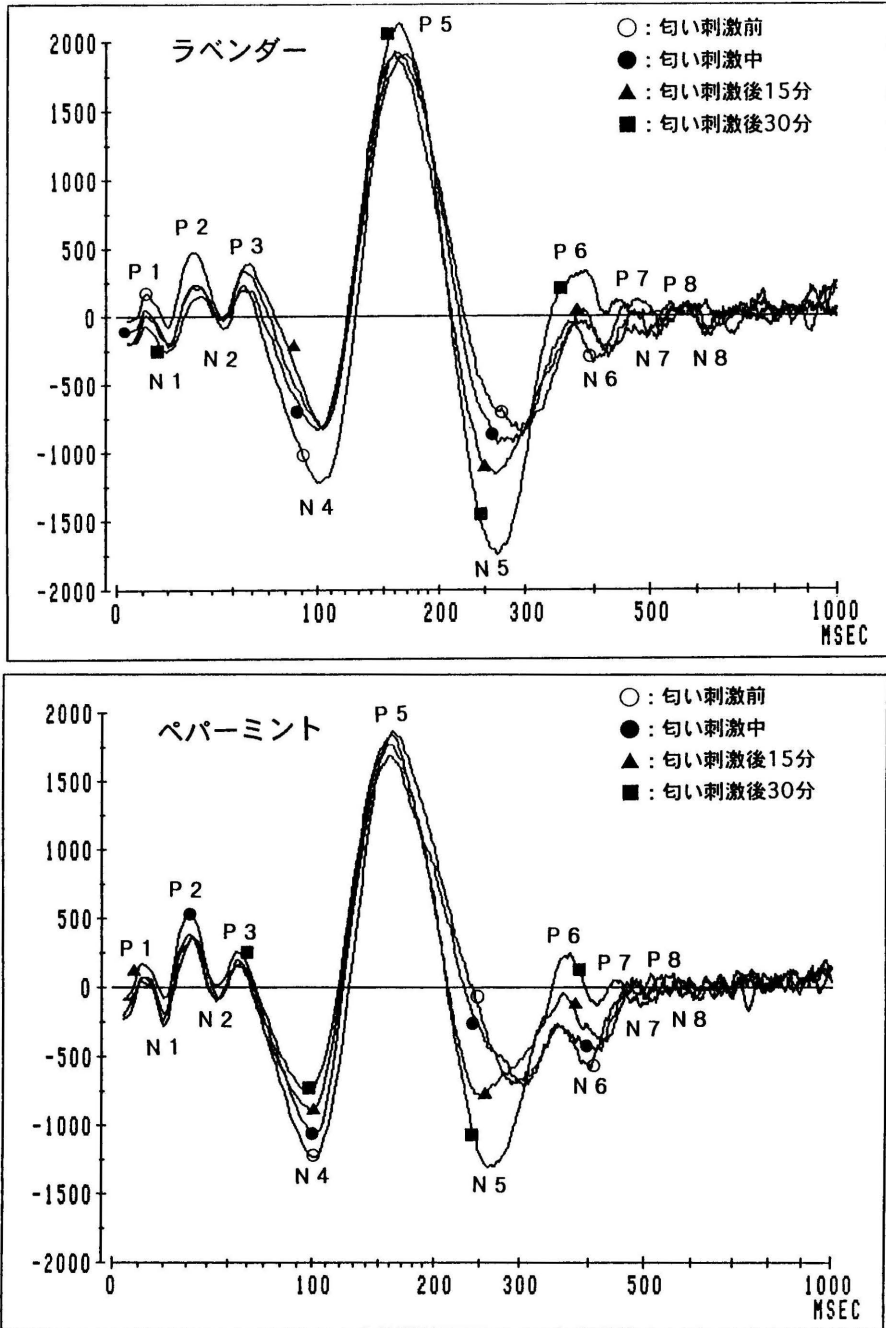 ラベンダー
○：匂い刺激前
●：匂い刺激中
▲：匂い刺激後15分
■：匂い刺激後30分
2000
1500
1000
500
0
-500
-1000
-1500
-2000
P 1
P 2
P 3
P 5
P 6
P 7
P 8
N 1
N 2
N 4
N 5
N 6
N 7
N 8
0
100
200
300
500
1000
MSEC
ペパーミント
○：匂い刺激前
●：匂い刺激中
▲：匂い刺激後15分
■：匂い刺激後30分
2000
1500
1000
500
0
-500
-1000
-1500
-2000
P 1
P 2
P 3
P 5
P 6
P 7
P 8
N 1
N 2
N 4
N 5
N 6
N 7
N 8
0
100
200
300
500
1000
MSEC